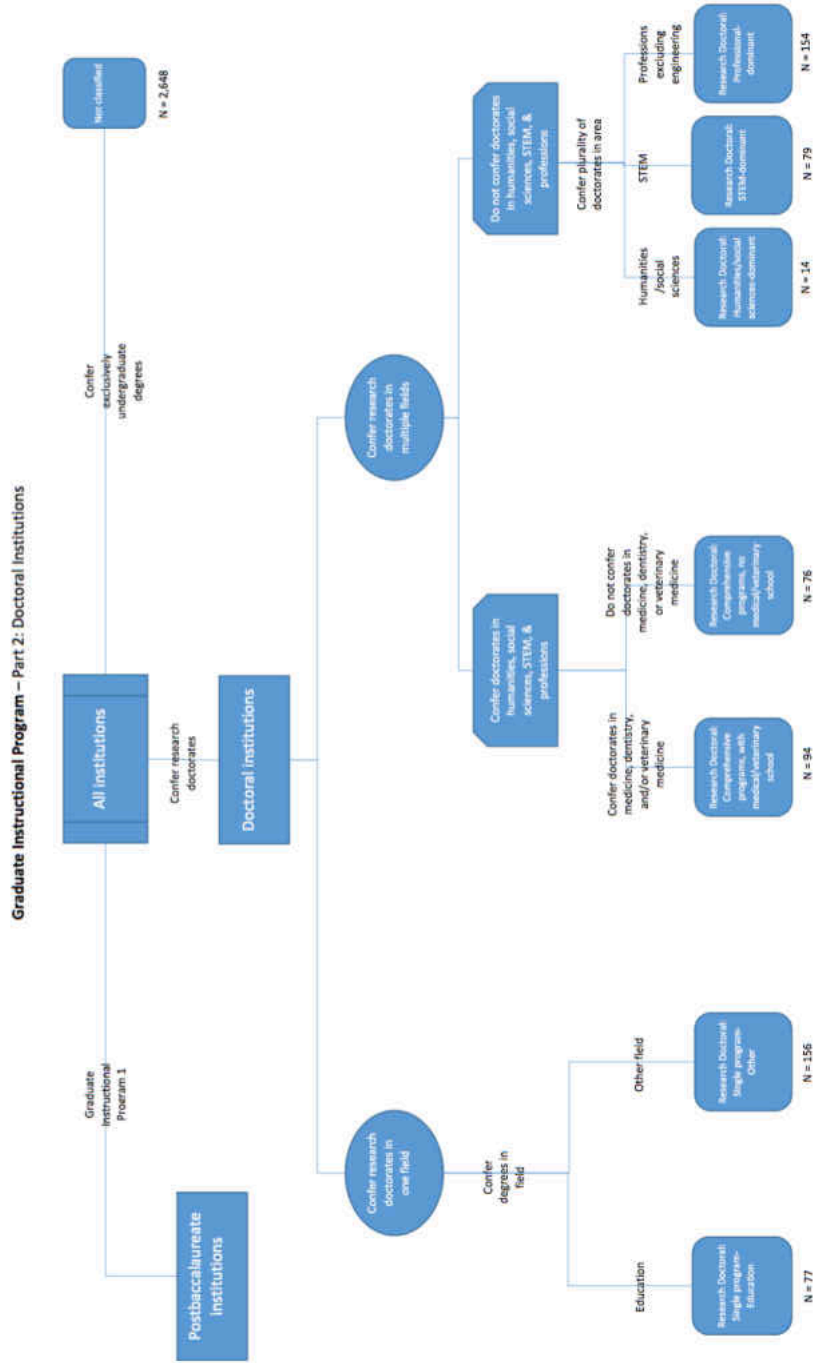 Graduate Instructional Program – Part 2: Doctoral Institutions
All institutions
Not classified
N = 2,648
Confer
exclusively
undergraduate
degrees
Graduate
Instructional
Program 1
Postbaccalaureate
institutions
Confer research
doctorates
Doctoral institutions
Confer research
doctorates in
one field
Confer research
doctorates in
multiple fields
Confer
degrees in
field
Education
Other field
Research Doctoral:
Single program-
Education
N = 77
Research Doctoral:
Single program-
Other
N = 156
Confer doctorates in
humanities, social
sciences, STEM, &
professions
Confer doctorates in
medicine, dentistry,
and/or veterinary
medicine
Do not confer
doctorates in
medicine, dentistry,
or veterinary
medicine
Research Doctoral:
Comprehensive
programs, with
medical/veterinary
school
N = 94
Research Doctoral:
Comprehensive
programs, no
medical/veterinary
school
N = 76
Do not confer doctorates
in humanities, social
sciences, STEM, &
professions
Confer plurality of
doctorates in area
Humanities
/social
sciences
STEM
Professions
excluding
engineering
Research Doctoral:
Humanities/social
sciences-dominant
N = 14
Research Doctoral:
STEM-dominant
N = 79
Research Doctoral:
Professional-
dominant
N = 154